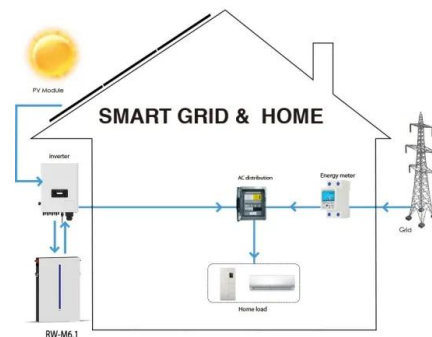 PV Module
SMART GRID & HOME
Inverter
AC distribution
Energy meter
Grid
Home load
RW-M6.1